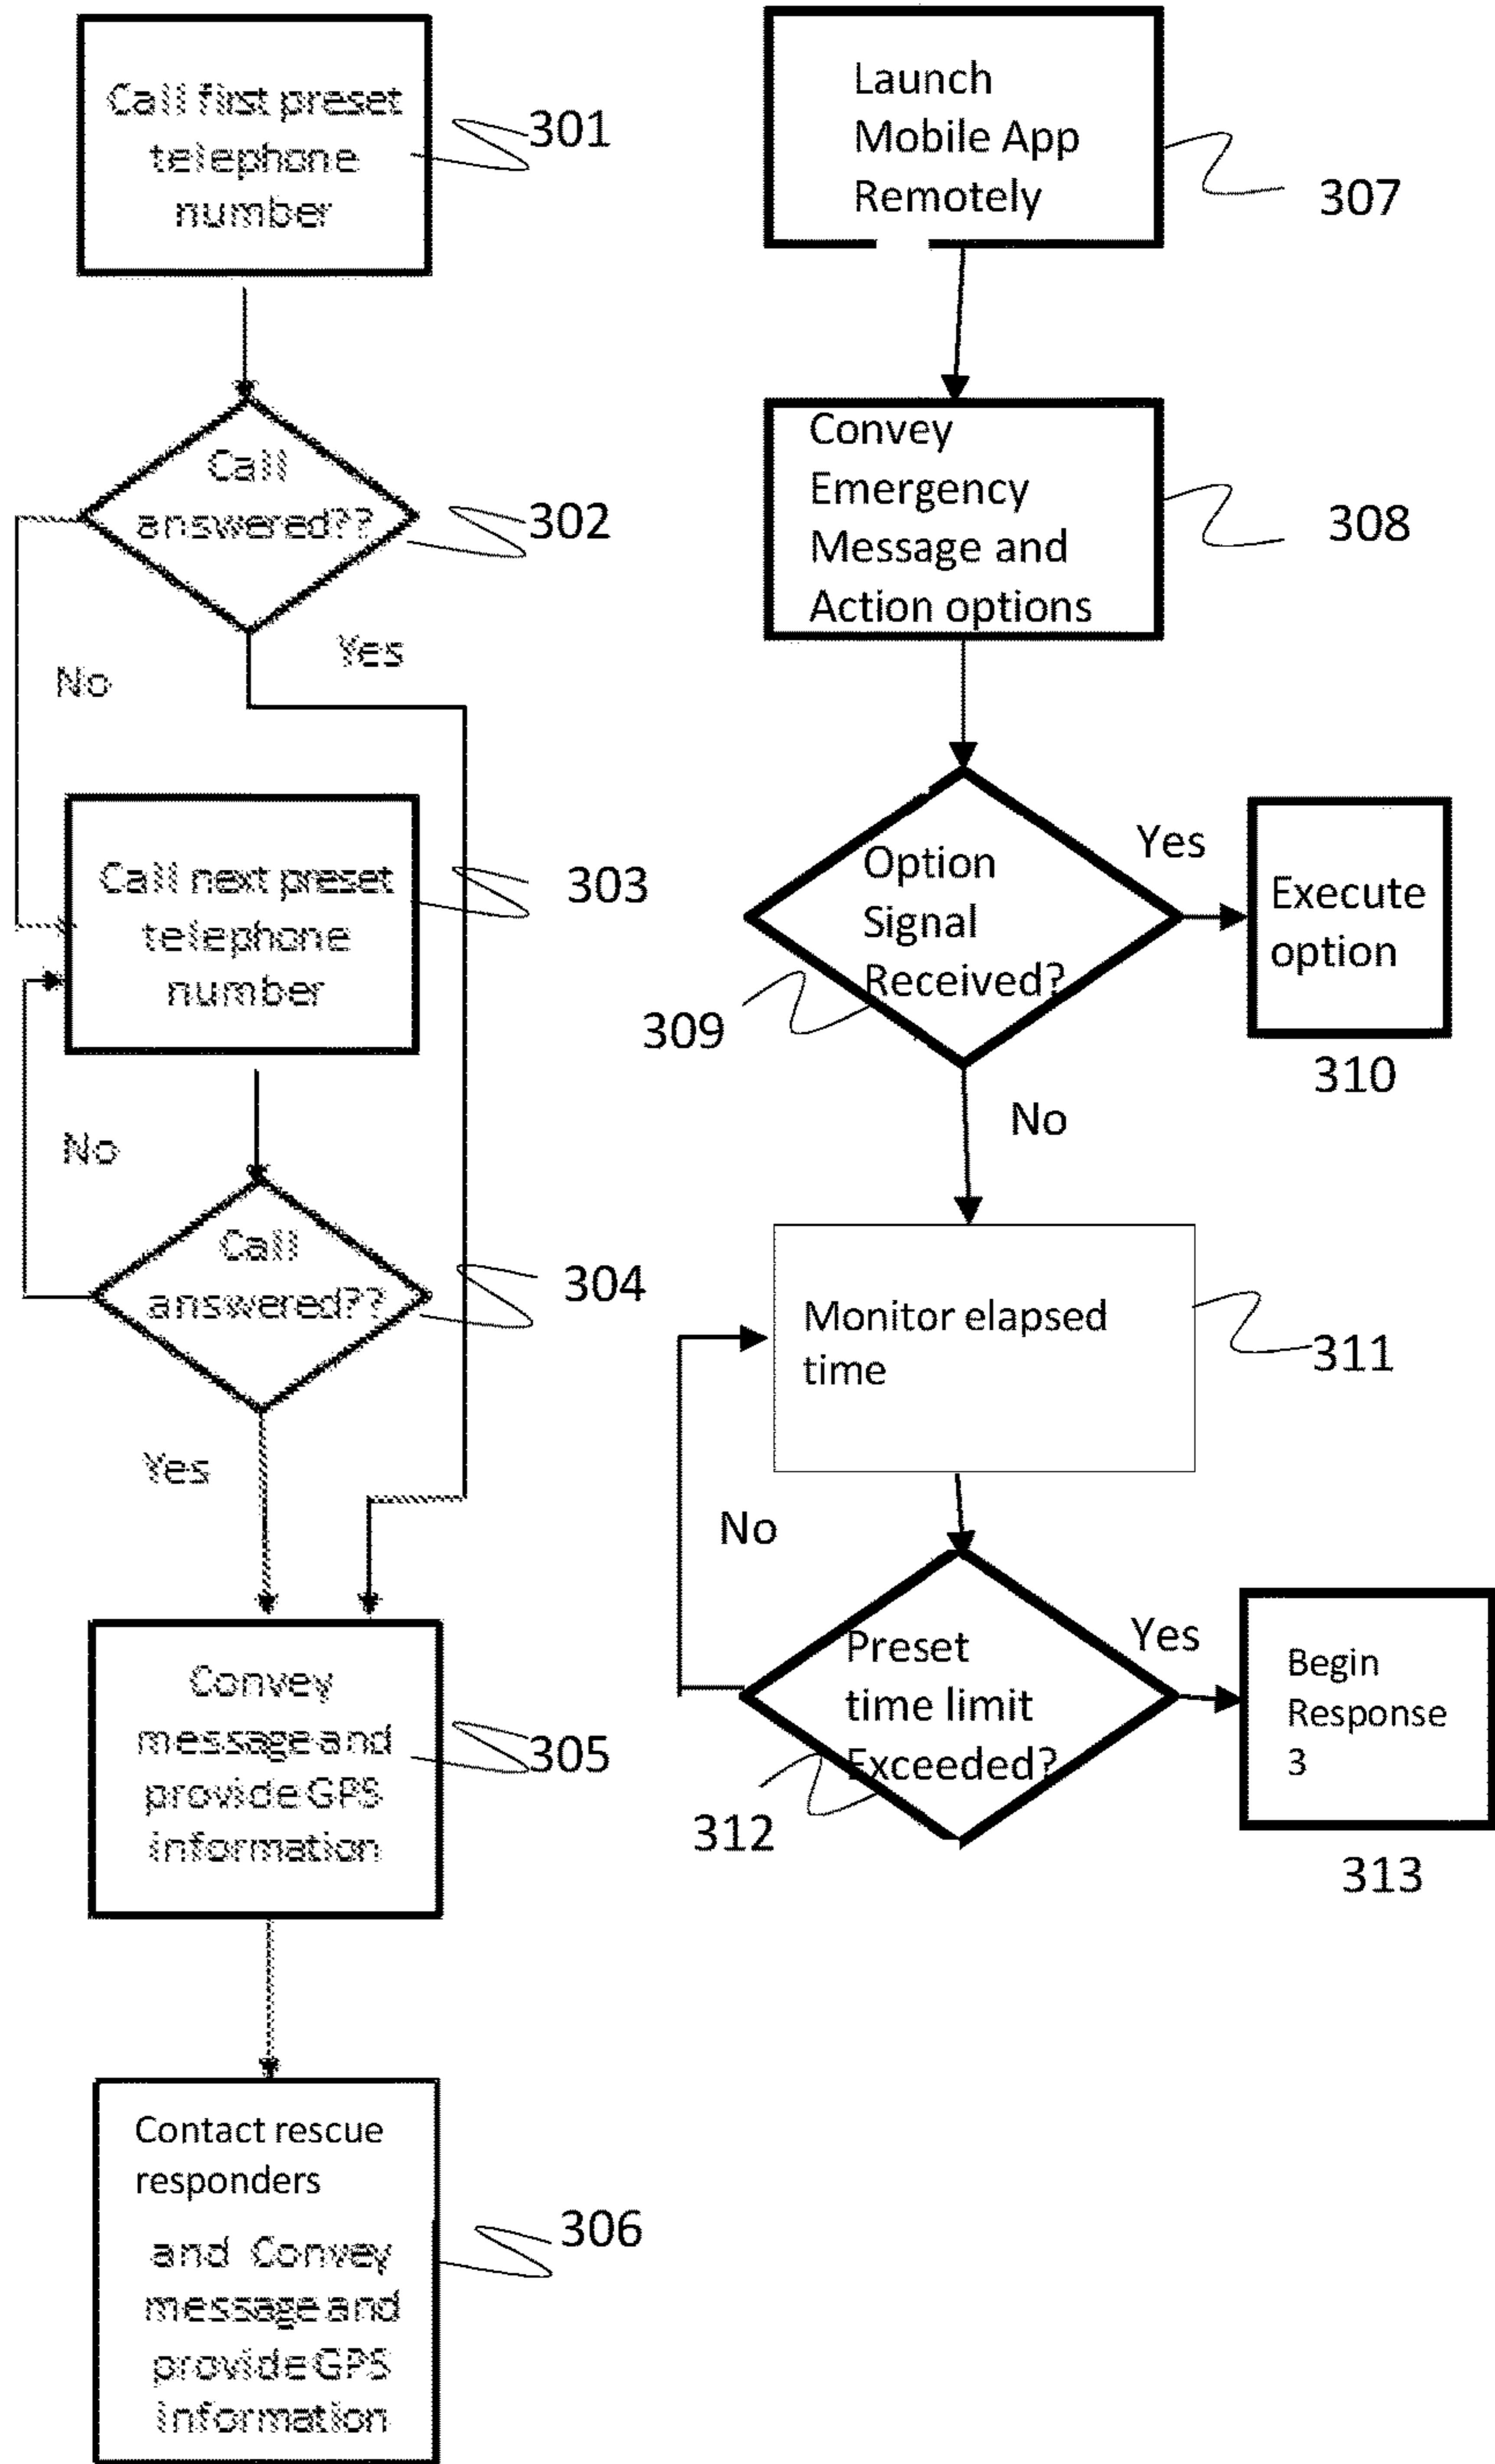 Call first preset
telephone
number
301
Call
answered??
302
Yes
No
Call next preset
telephone
number
303
No
Call
answered??
304
Yes
Convey
message and
provide GPS
information
305
Contact rescue
responders
and Convey
message and
provide GPS
information
306
Launch
Mobile App
Remotely
307
Convey
Emergency
Message and
Action options
308
Option
Signal
Received?
309
Yes
Execute
option
310
No
Monitor elapsed
time
311
No
Preset
time limit
Exceeded?
312
Yes
Begin
Response
3
313